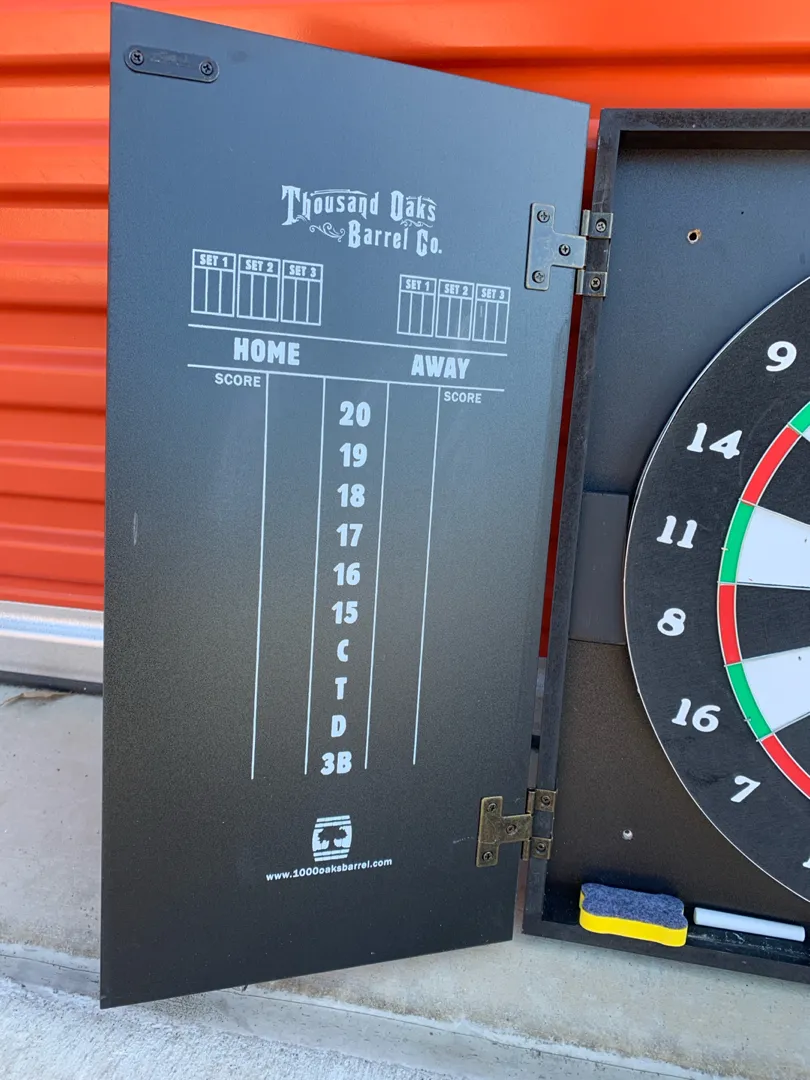 Thousand Oaks
Barrel Co.
SET 1 SET 2 SET 3
SET 1 SET 2 SET 3
HOME AWAY
SCORE SCORE
20
19
18
17
16
15
C
T
D
3B
www.1000oaksbarrel.com
9
14
11
8
16
7